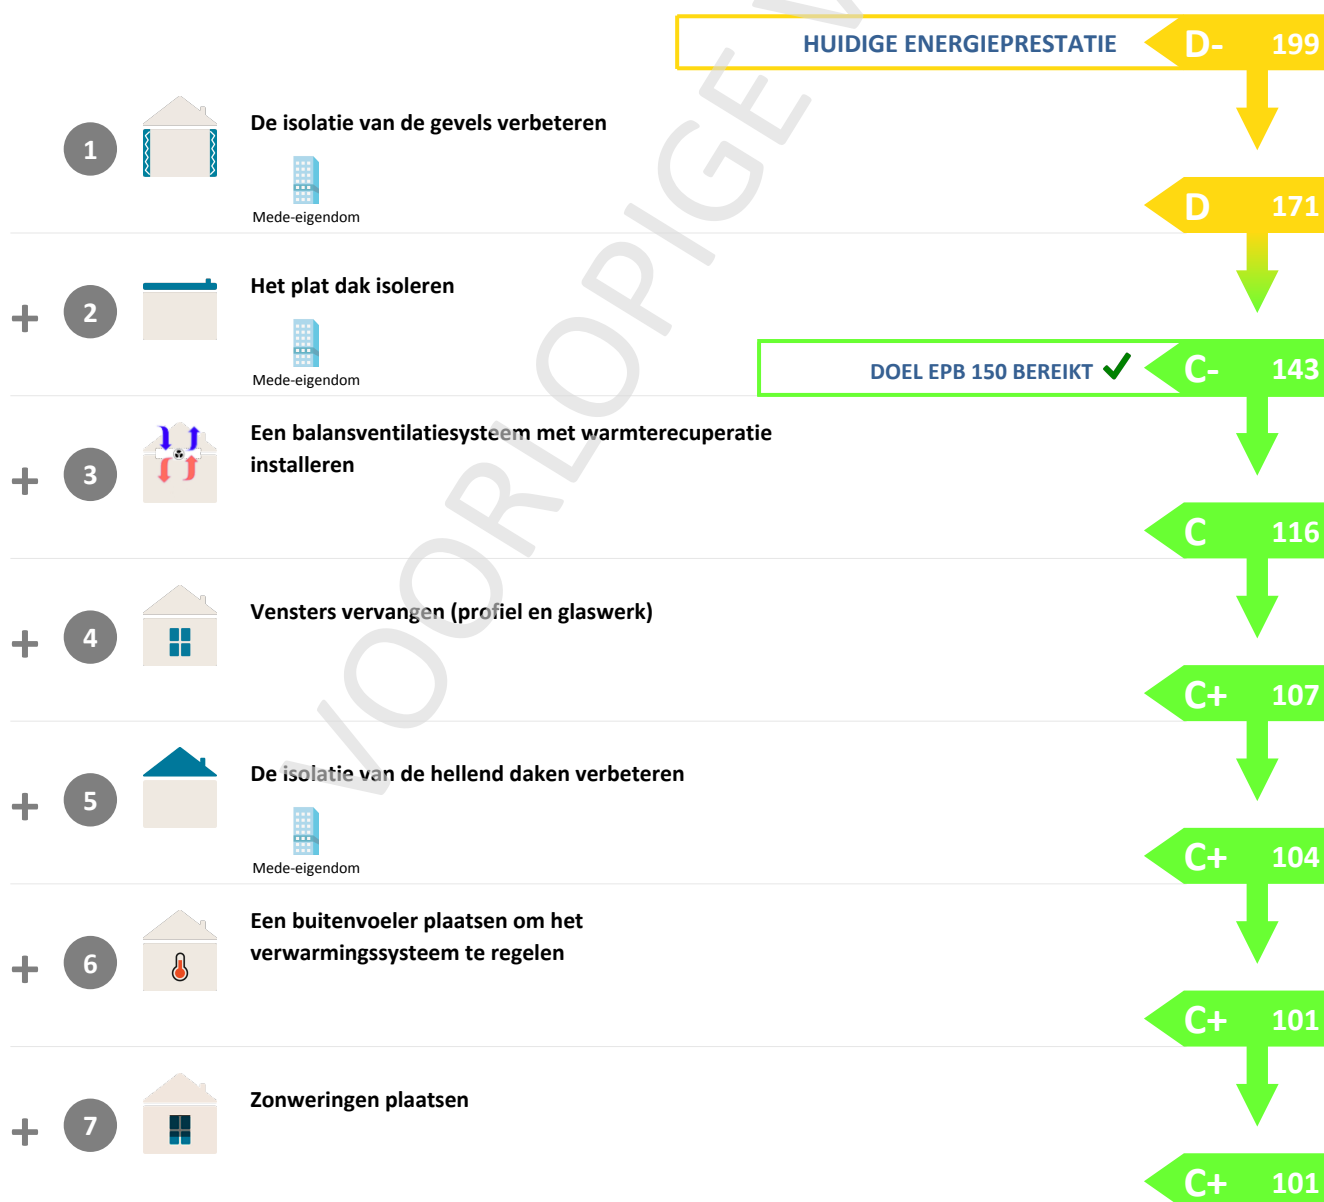 HUIDIGE ENERGIEPRESTATIE
D- 199
1
De isolatie van de gevels verbeteren
Mede-eigendom
D 171
+ 2
Het plat dak isoleren
Mede-eigendom
DOEL EPB 150 BEREIKT
C- 143
+ 3
Een balansventilatiesysteem met warmterecuperatie
installeren
C 116
+ 4
Vensters vervangen (profiel en glaswerk)
C+ 107
+ 5
De isolatie van de hellend daken verbeteren
Mede-eigendom
C+ 104
+ 6
Een buitenvoeler plaatsen om het
verwarmingssysteem te regelen
C+ 101
+ 7
Zonweringen plaatsen
C+ 101
VOORLOPIGE